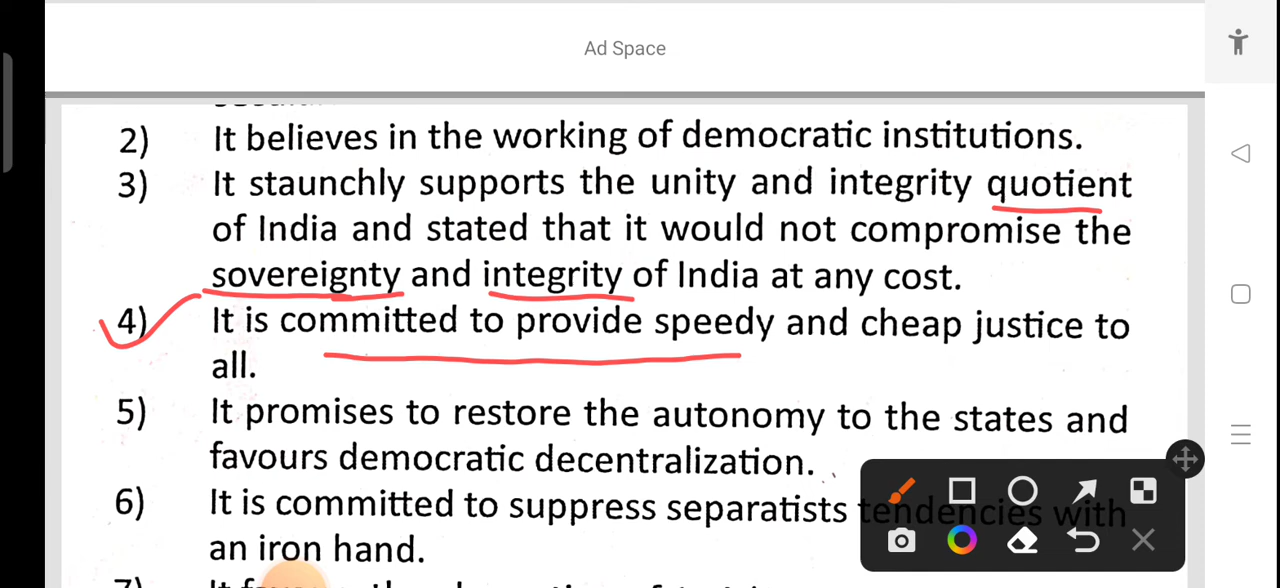 Ad Space
2) It believes in the working of democratic institutions.
3) It staunchly supports the unity and integrity quotient
of India and stated that it would not compromise the
sovereignty and integrity of India at any cost.
4) It is committed to provide speedy and cheap justice to
all.
5) It promises to restore the autonomy to the states and
favours democratic decentralization.
6) It is committed to suppress separatists tendencies with
an iron hand.
7)